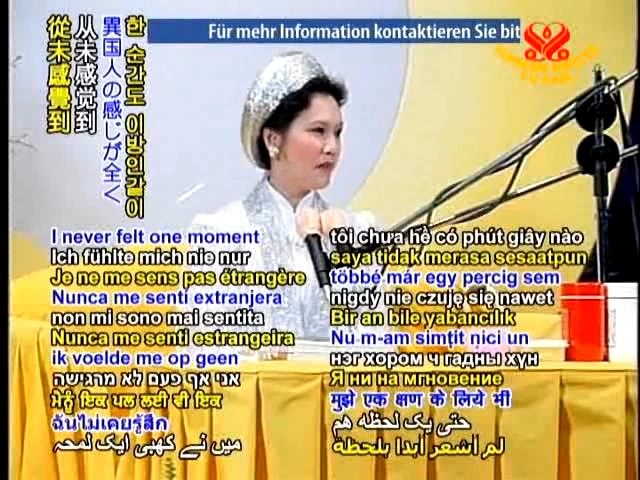 Für mehr Information kontaktieren Sie bit
한 순간도 이방인같이
異国人の感じが全く
从未感觉到
從未感覺到
I never felt one moment
Ich fühlte mich nie nur
Je ne me sens pas étrangère
Nunca me senti extranjera
non mi sono mai sentita
Nunca me senti estrangeira
ik voelde me op geen
אני אף פעם לא מרגישה
ਮੈਨੂੰ ਇਕ ਪਲ ਲਈ ਵੀ ਇਕ
ฉันไม่เคยรู้สึก
میں نے کھبی ایک لمحہ
tôi chưa hề có phút giây nào
saya tidak merasa sesaatpun
többé már egy percig sem
nigdy nie czuję się nawet
Bir an bile yabancılık
Nu m-am simțit nici un
нэг хором ч гадны хүн
Я ни на мгновение
मुझे एक क्षण के लिये भी
حتی یک لحظه هم
لم أشعر أبدا بلحظة